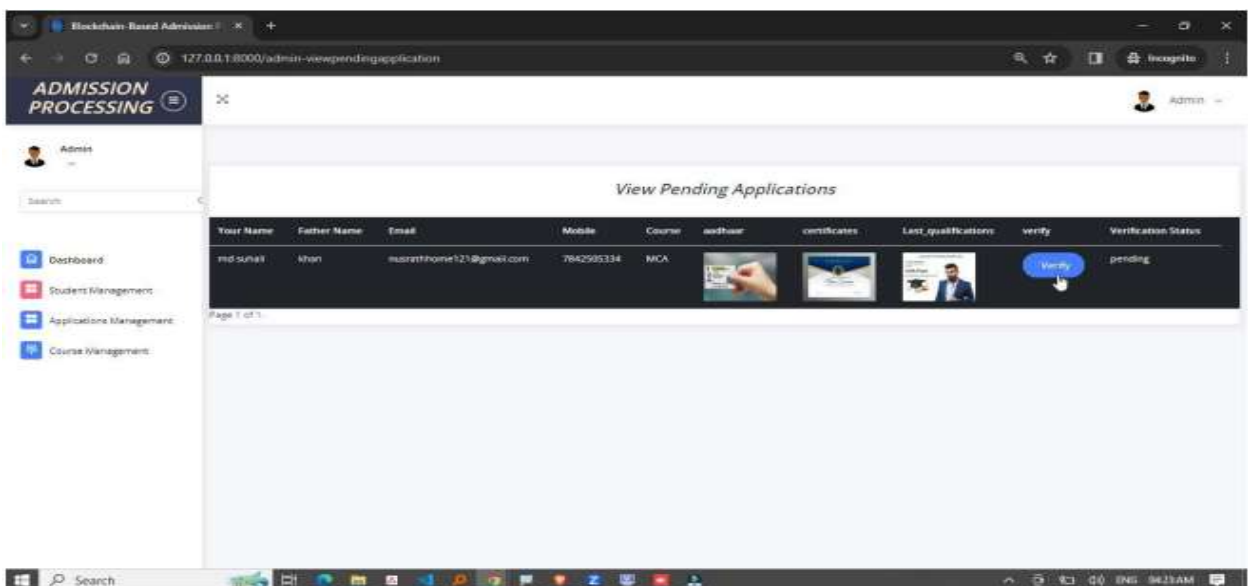 Blockchain-Based Admission
127.0.0.1:8000/admin-viewpendingapplication
Incognito
ADMISSION
PROCESSING
Admin
Admin
Search
View Pending Applications
Your Name Father Name Email Mobile Course aadhaar certificates Last_qualifications verify Verification Status
md suhail khan nusrathhome121@gmail.com 7842505334 MCA Verify pending
Page 1 of 1.
Dashboard
Student Management
Applications Management
Course Management
Search
ENG 04:23 AM